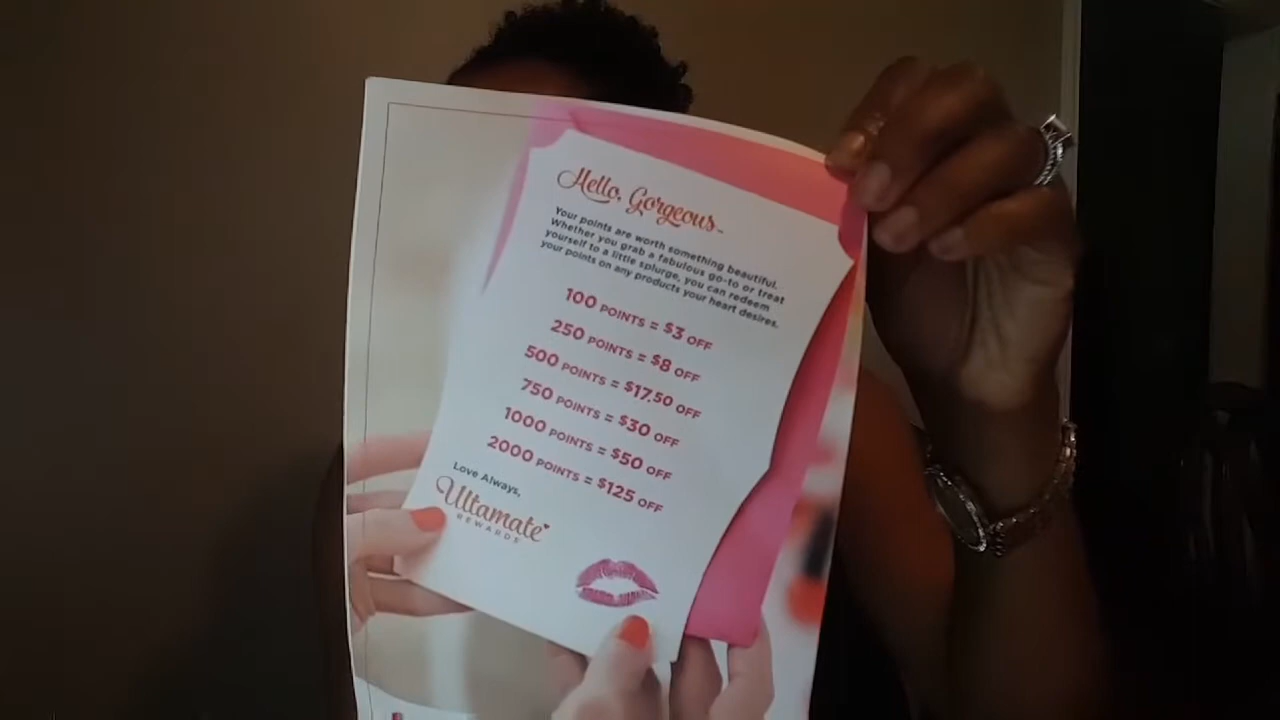 Hello, Gorgeous™
Your points are worth something beautiful.
Whether you grab a fabulous go-to or treat
yourself to a little splurge, you can redeem
your points on any products your heart desires.
100 POINTS = $3 OFF
250 POINTS = $8 OFF
500 POINTS = $17.50 OFF
750 POINTS = $30 OFF
1000 POINTS = $50 OFF
2000 POINTS = $125 OFF
Love Always,
Ultamate
REWARDS